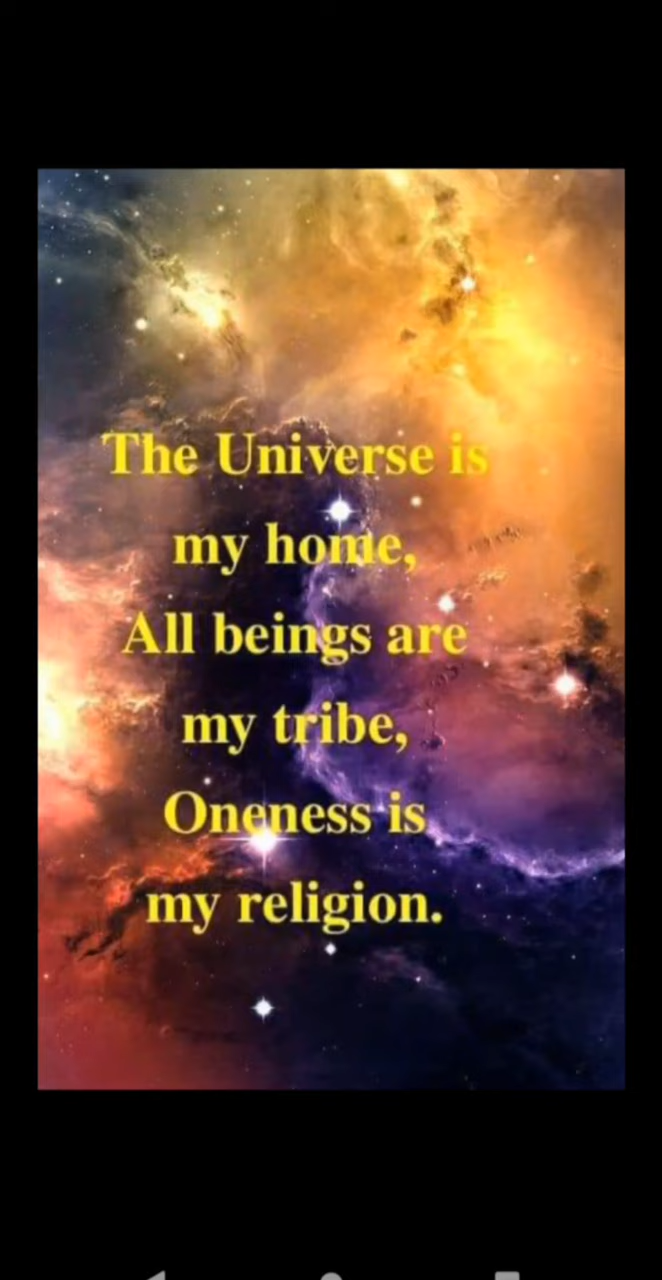 The Universe is
my home,
All beings are
my tribe,
Oneness is
my religion.